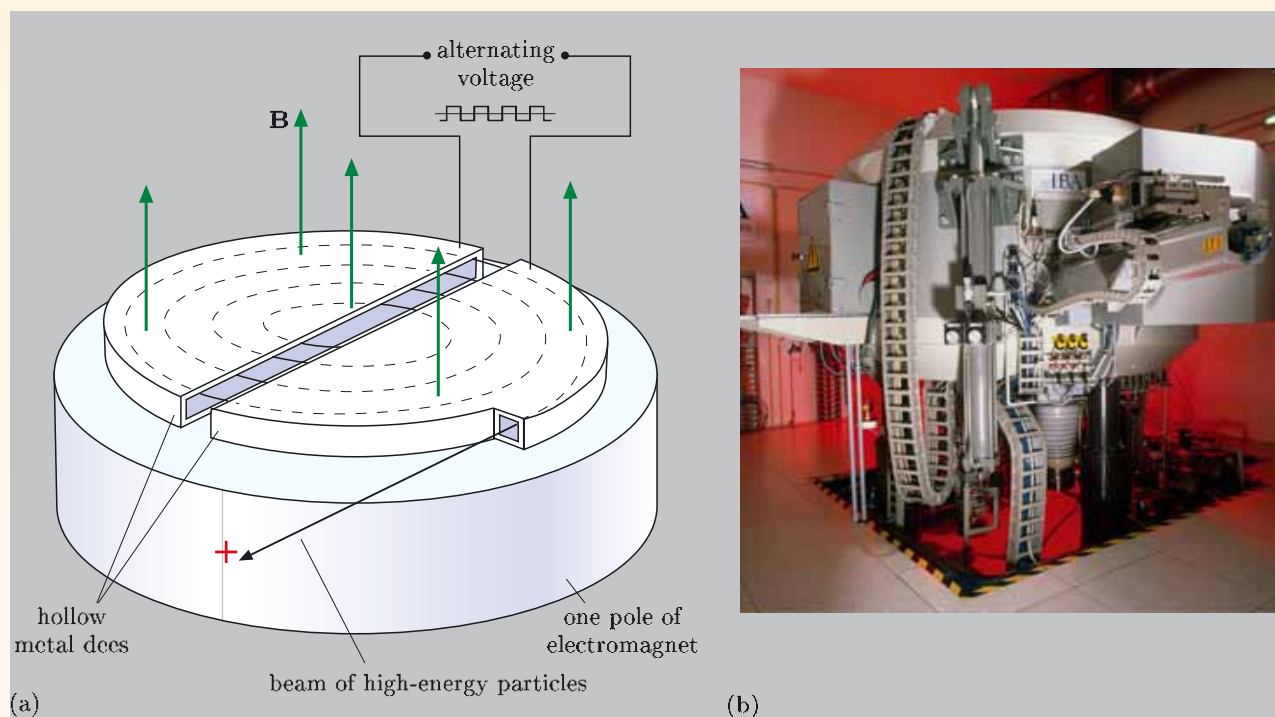 alternating
voltage
B
hollow
metal dees
one pole of
electromagnet
beam of high-energy particles
(a)
IBA
(b)